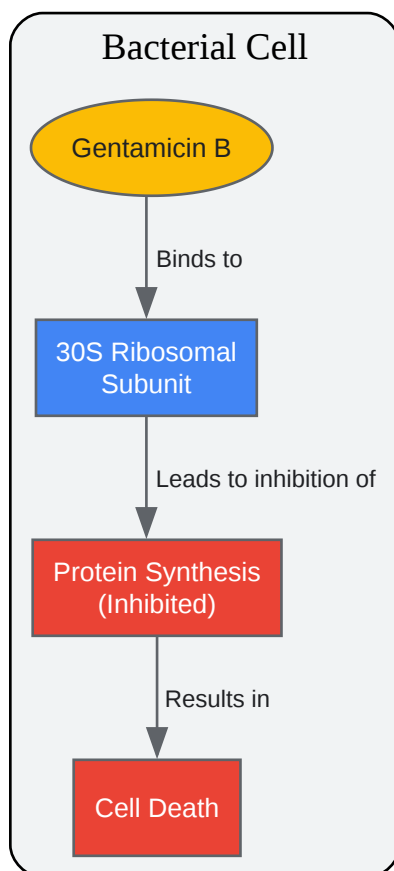 Bacterial Cell
Gentamicin B
Binds to
30S Ribosomal
Subunit
Leads to inhibition of
Protein Synthesis
(Inhibited)
Results in
Cell Death